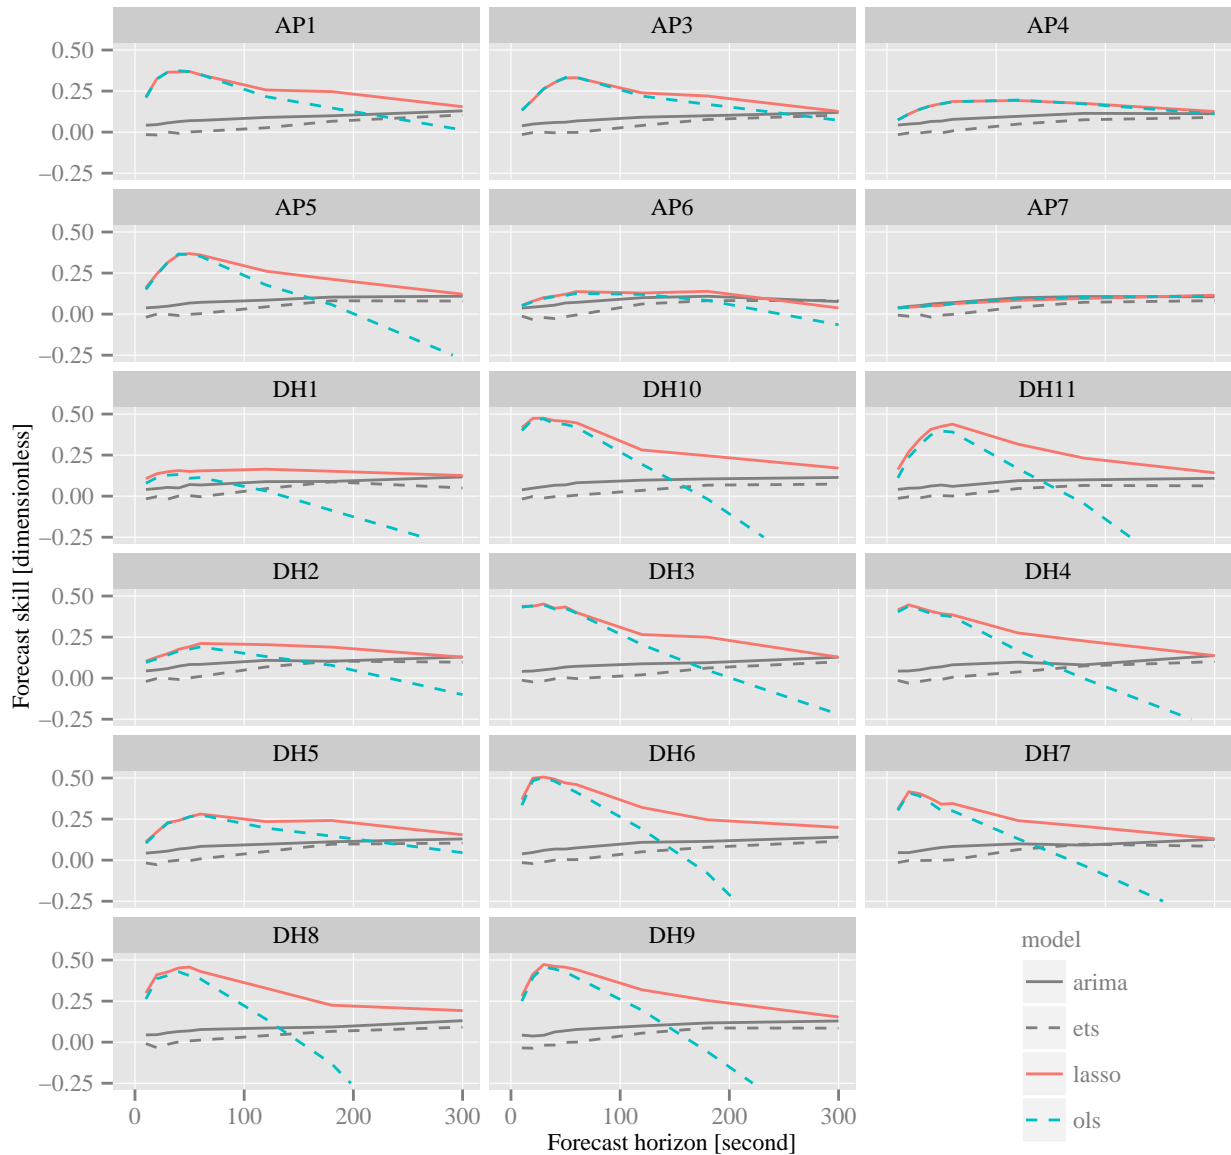 AP1 AP3 AP4
0.50
0.25
0.00
−0.25
AP5 AP6 AP7
0.50
0.25
0.00
−0.25
DH1 DH10 DH11
0.50
0.25
0.00
−0.25
DH2 DH3 DH4
0.50
0.25
0.00
−0.25
DH5 DH6 DH7
0.50
0.25
0.00
−0.25
DH8 DH9
0.50
0.25
0.00
−0.25
0 100 200 300 0 100 200 300
Forecast horizon [second]
Forecast skill [dimensionless]
model
arima
ets
lasso
ols